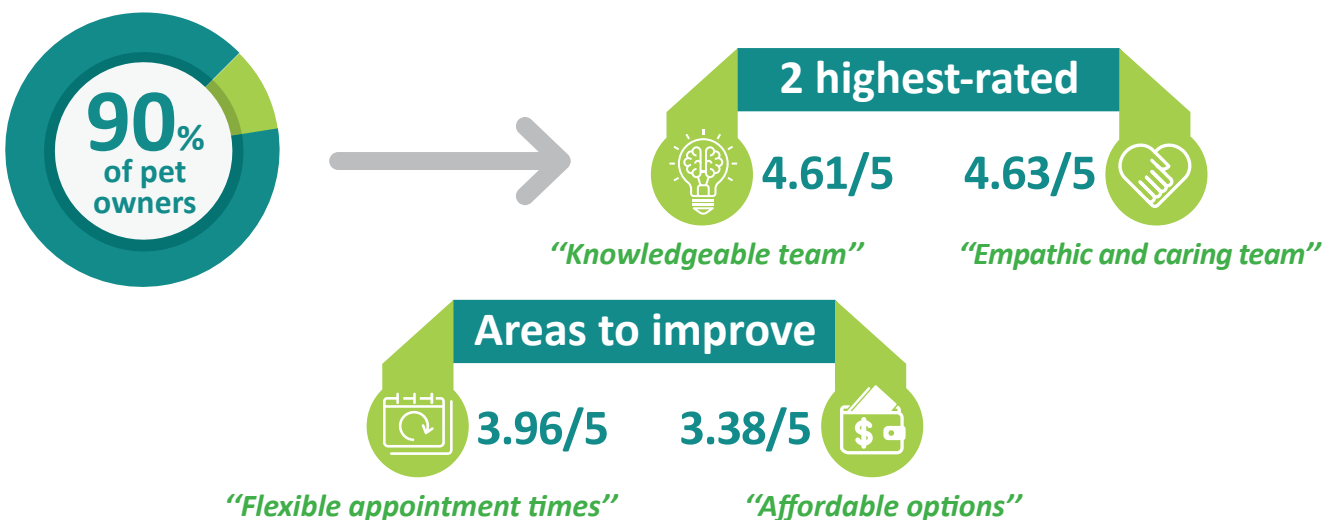 90%
of pet
owners
2 highest-rated
4.61/5
4.63/5
“Knowledgeable team”
“Empathic and caring team”
Areas to improve
3.96/5
3.38/5
$
“Flexible appointment times”
“Affordable options”